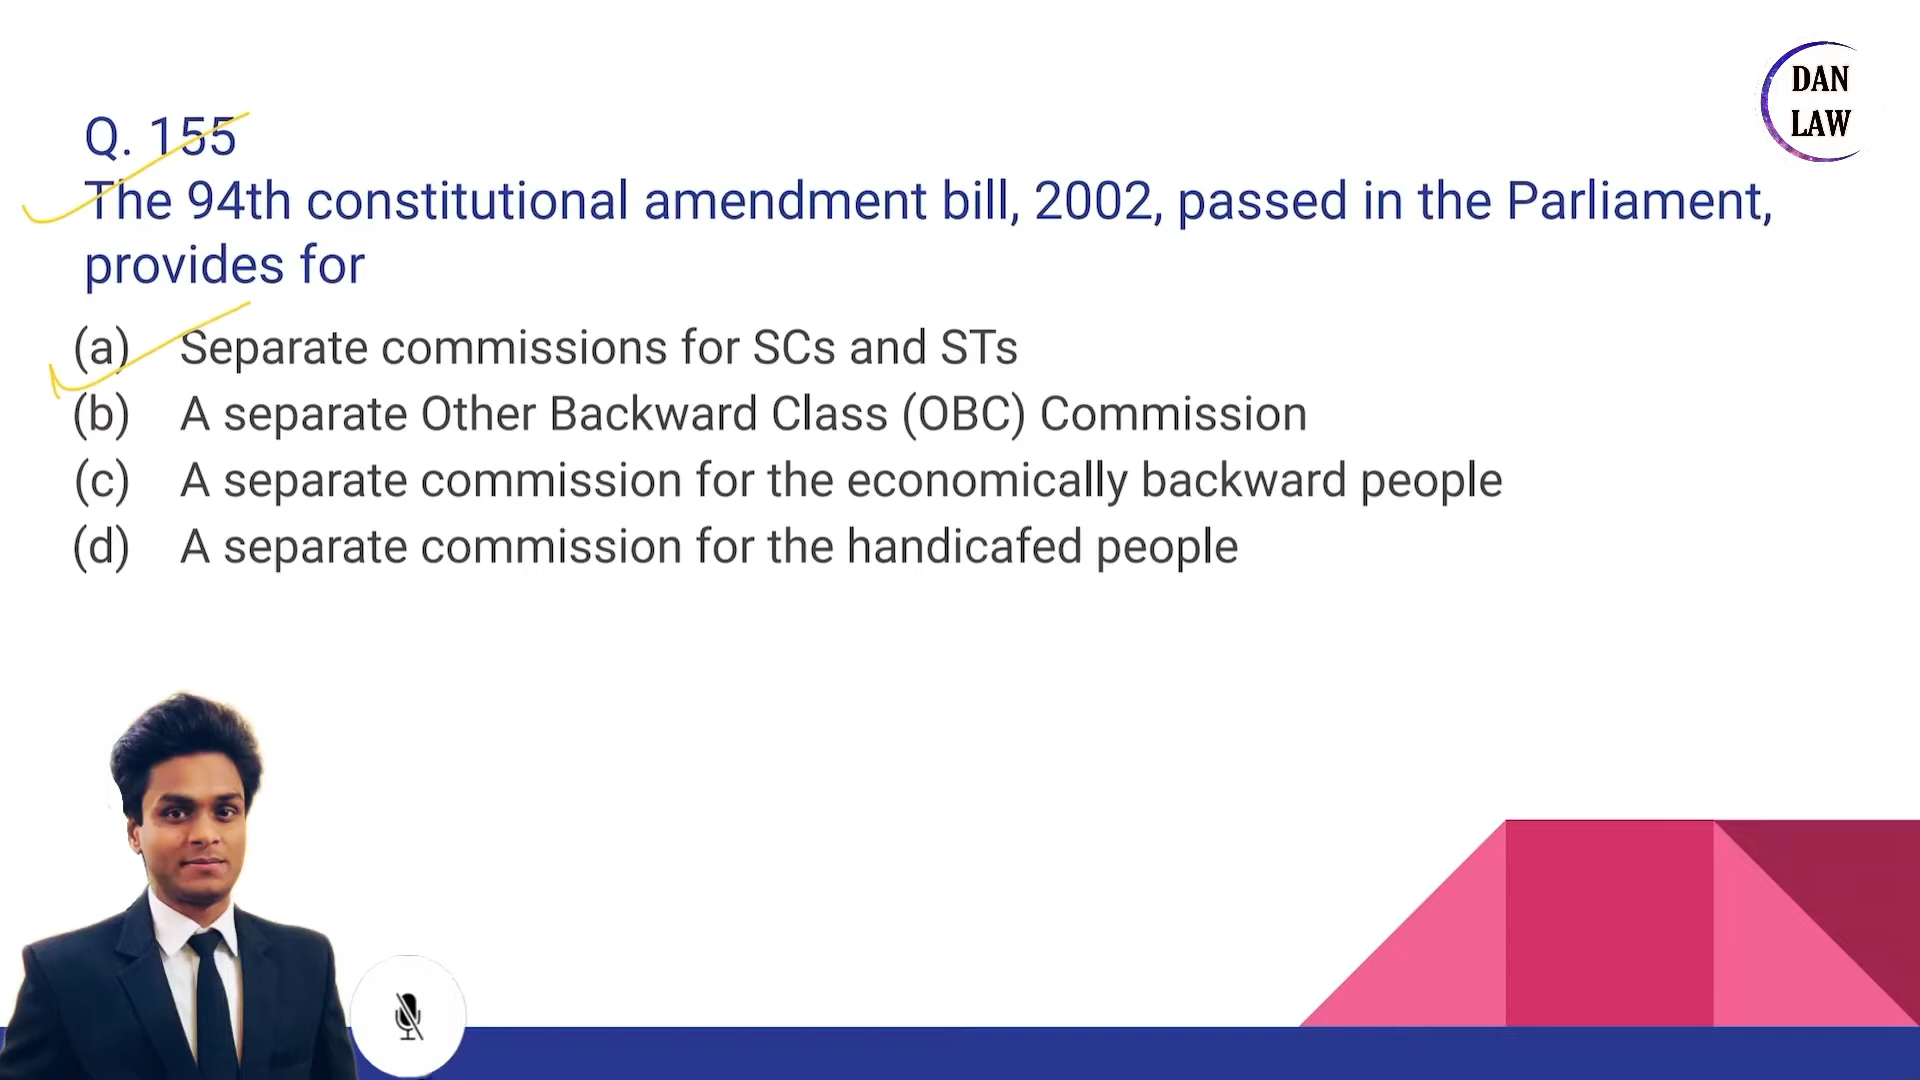 DAN
LAW
Q. 155
The 94th constitutional amendment bill, 2002, passed in the Parliament,
provides for
(a) Separate commissions for SCs and STs
(b) A separate Other Backward Class (OBC) Commission
(c) A separate commission for the economically backward people
(d) A separate commission for the handicafed people